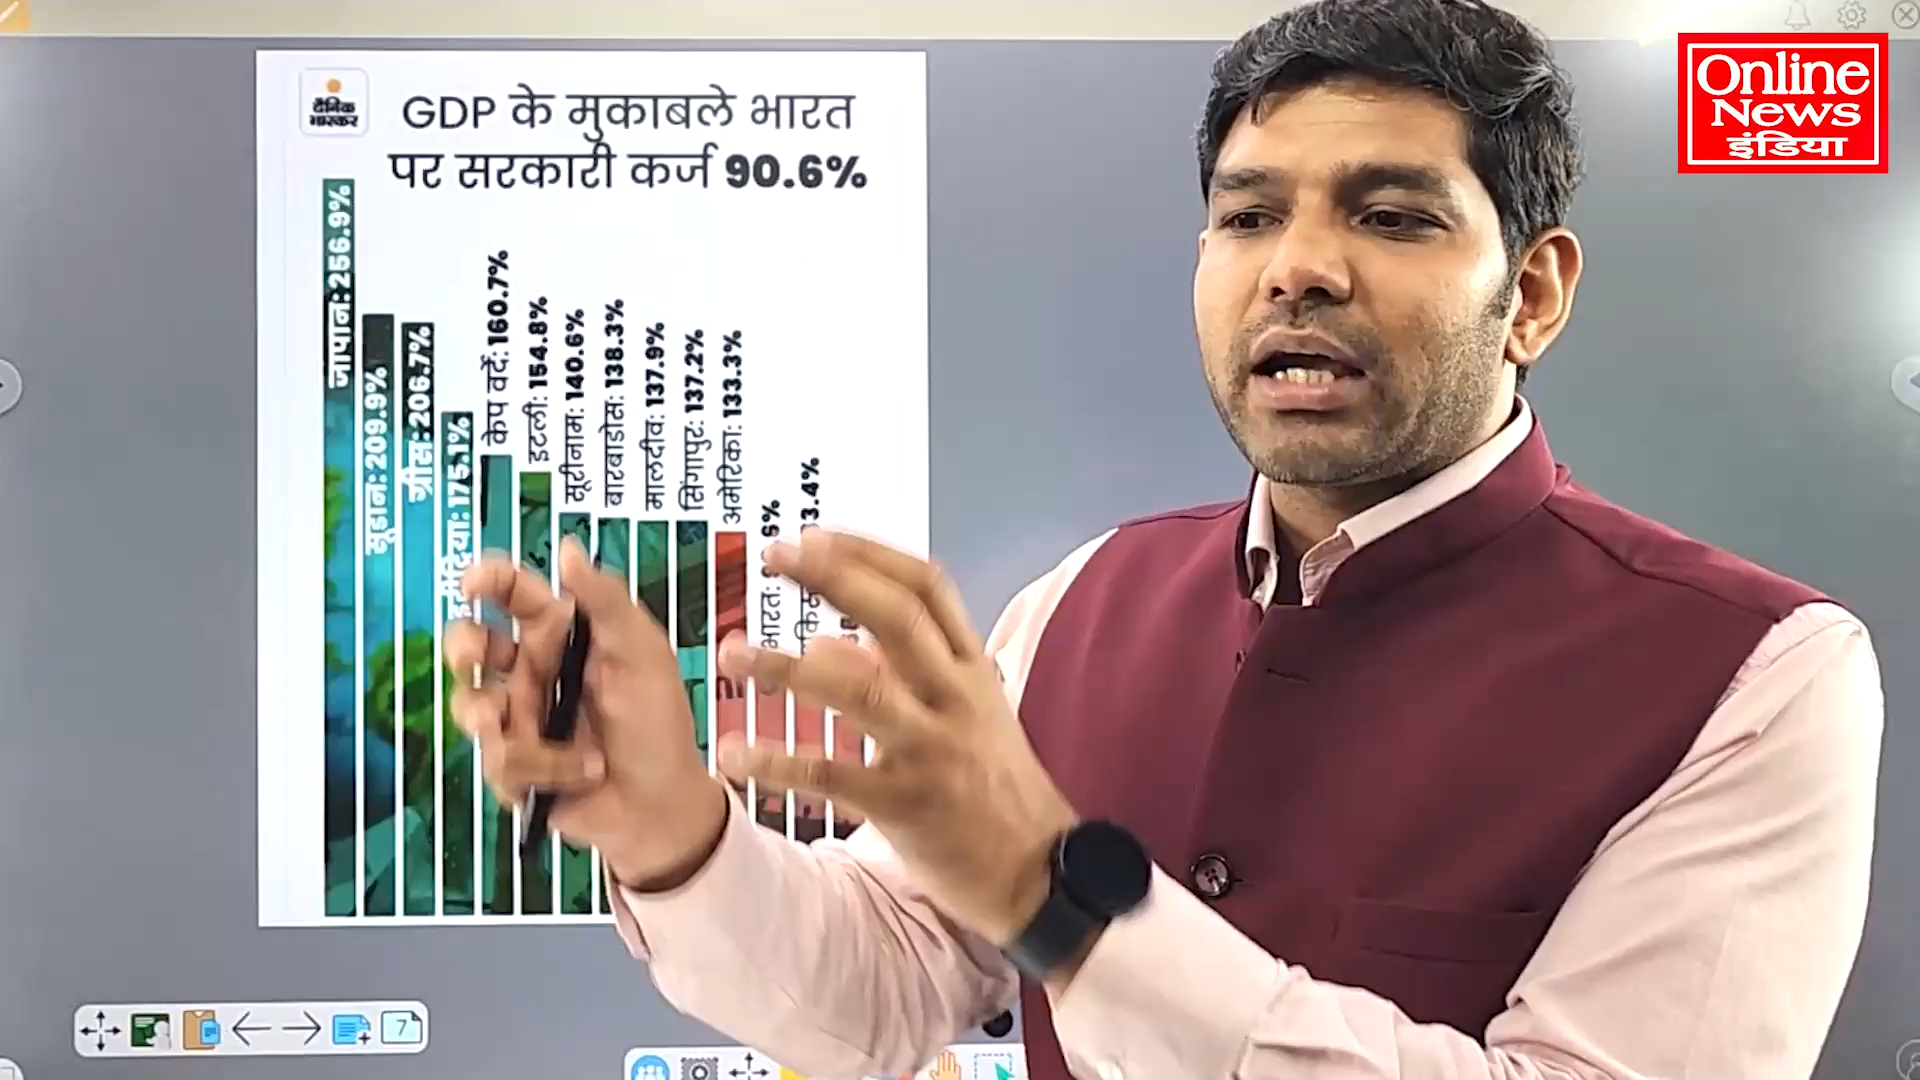 Online
News
इंडिया
दैनिक
भास्कर
GDP के मुकाबले भारत
पर सरकारी कर्ज 90.6%
जापान: 256.9%
सूडान: 209.9%
ग्रीस: 206.7%
175.1%
केप वर्दे: 160.7%
इटली: 154.8%
सूरीनाम: 140.6%
बारबाडोस: 138.3%
मालदीव: 137.9%
सिंगापुर: 137.2%
अमेरिका: 133.3%
भारत:
7